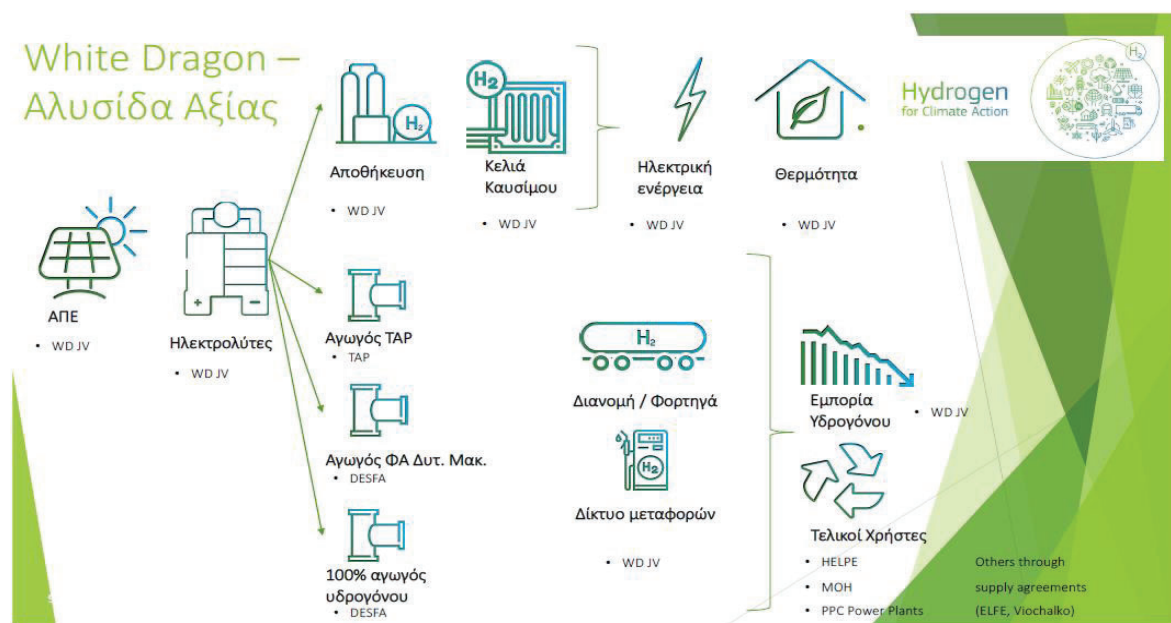 White Dragon –
Αλυσίδα Αξίας
Hydrogen
for Climate Action
H₂
H₂
H₂
Αποθήκευση
• WD JV
Κελιά
Καυσίμου
• WD JV
Ηλεκτρική
ενέργεια
• WD JV
Θερμότητα
• WD JV
ΑΠΕ
• WD JV
+ −
Ηλεκτρολύτες
• WD JV
Αγωγός TAP
• TAP
Αγωγός ΦΑ Δυτ. Μακ.
• DESFA
100% αγωγός
υδρογόνου
• DESFA
H₂
Διανομή / Φορτηγά
H₂
Δίκτυο μεταφορών
• WD JV
Εμπορία
Υδρογόνου
• WD JV
Τελικοί Χρήστες
• HELPE
• MOH
• PPC Power Plants
Others through
supply agreements
(ELFE, Viochalko)